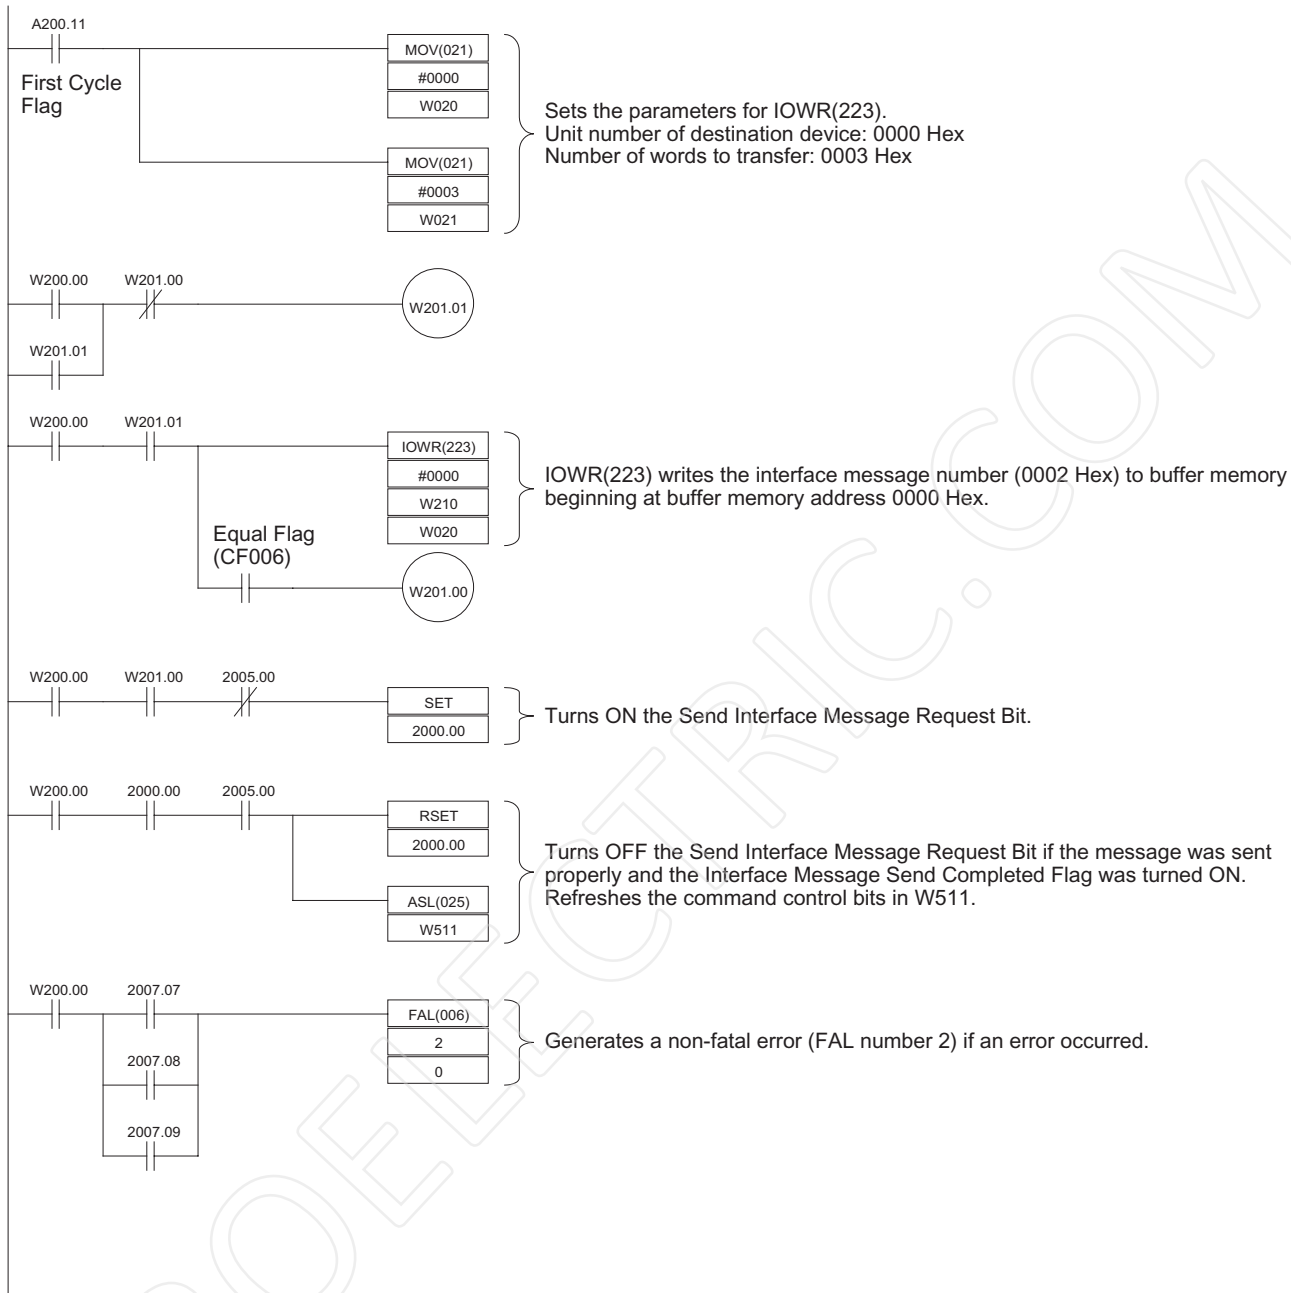 A200.11
First Cycle
Flag
MOV(021)
#0000
W020
MOV(021)
#0003
W021
Sets the parameters for IOWR(223).
Unit number of destination device: 0000 Hex
Number of words to transfer: 0003 Hex
W200.00 W201.00
W201.01
W201.01
W200.00 W201.01
IOWR(223)
#0000
W210
W020
IOWR(223) writes the interface message number (0002 Hex) to buffer memory
beginning at buffer memory address 0000 Hex.
Equal Flag
(CF006)
W201.00
W200.00 W201.00 2005.00
SET
2000.00
Turns ON the Send Interface Message Request Bit.
W200.00 2000.00 2005.00
RSET
2000.00
ASL(025)
W511
Turns OFF the Send Interface Message Request Bit if the message was sent
properly and the Interface Message Send Completed Flag was turned ON.
Refreshes the command control bits in W511.
W200.00 2007.07
2007.08
2007.09
FAL(006)
2
0
Generates a non-fatal error (FAL number 2) if an error occurred.
OELECTRIC.COM